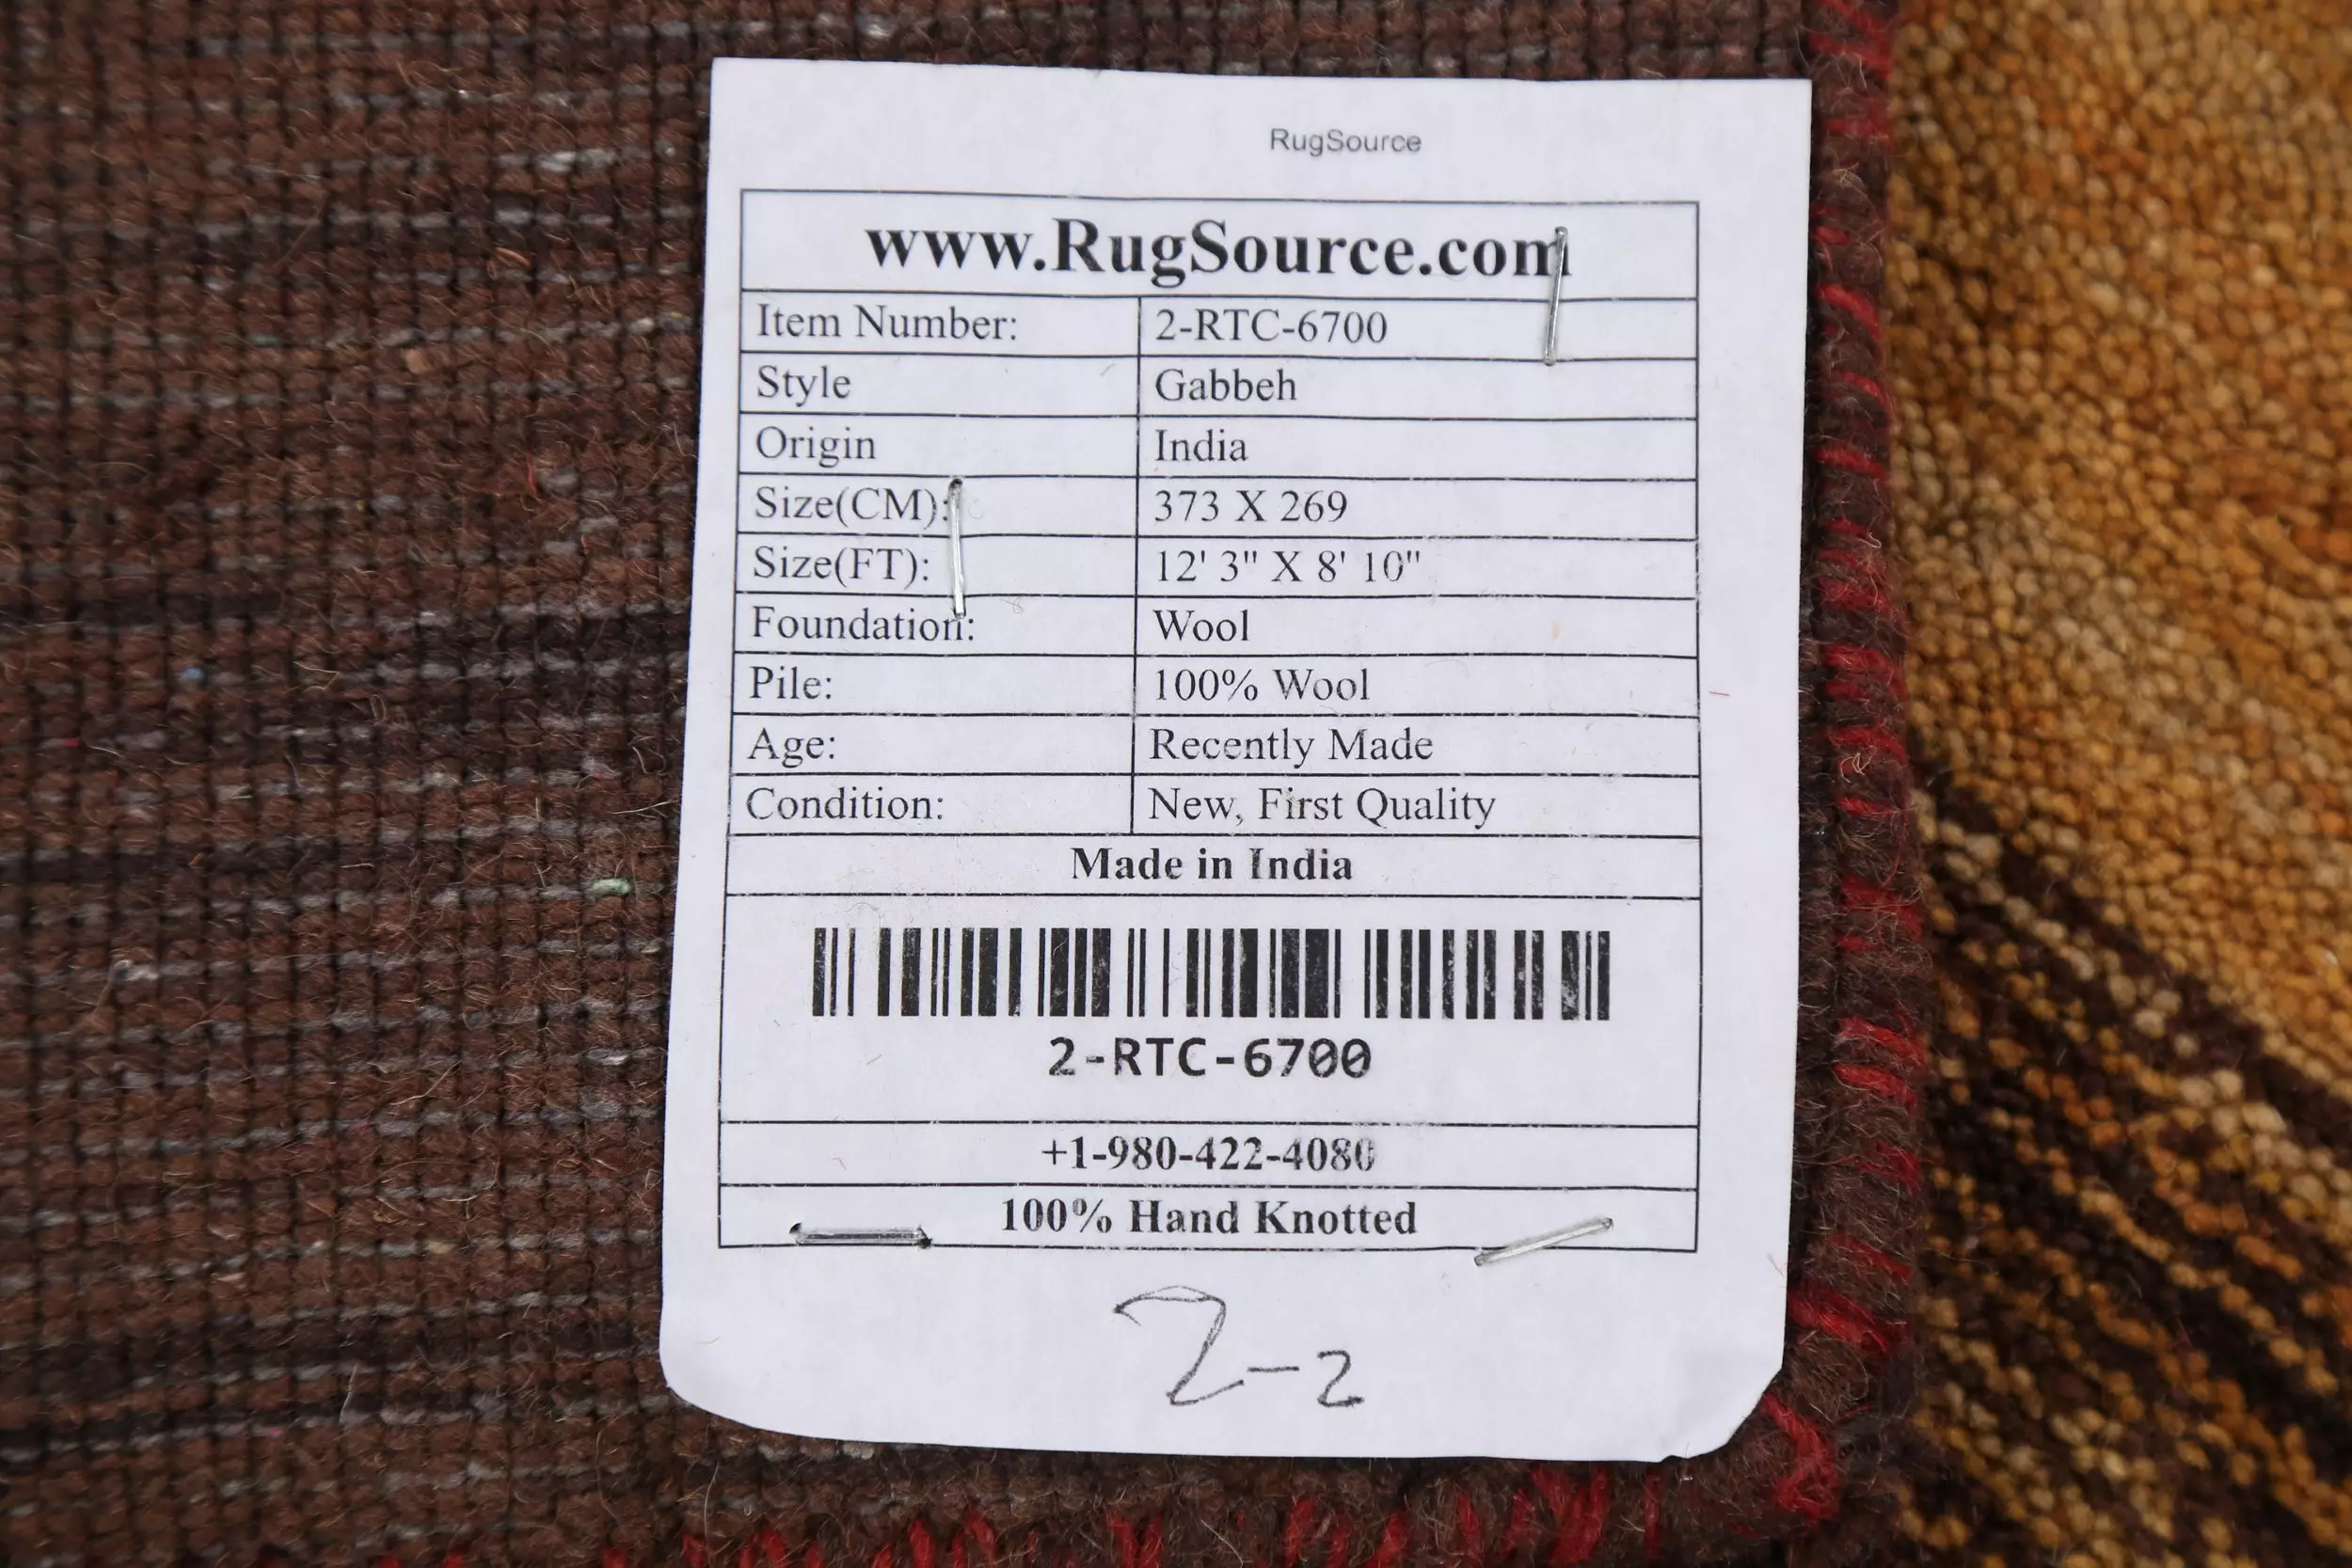 RugSource
www.RugSource.com
Item Number: 2-RTC-6700
Style Gabbeh
Origin India
Size(CM): 373 X 269
Size(FT): 12' 3" X 8' 10"
Foundation: Wool
Pile: 100% Wool
Age: Recently Made
Condition: New, First Quality
Made in India
2-RTC-6700
+1-980-422-4080
100% Hand Knotted
2-2